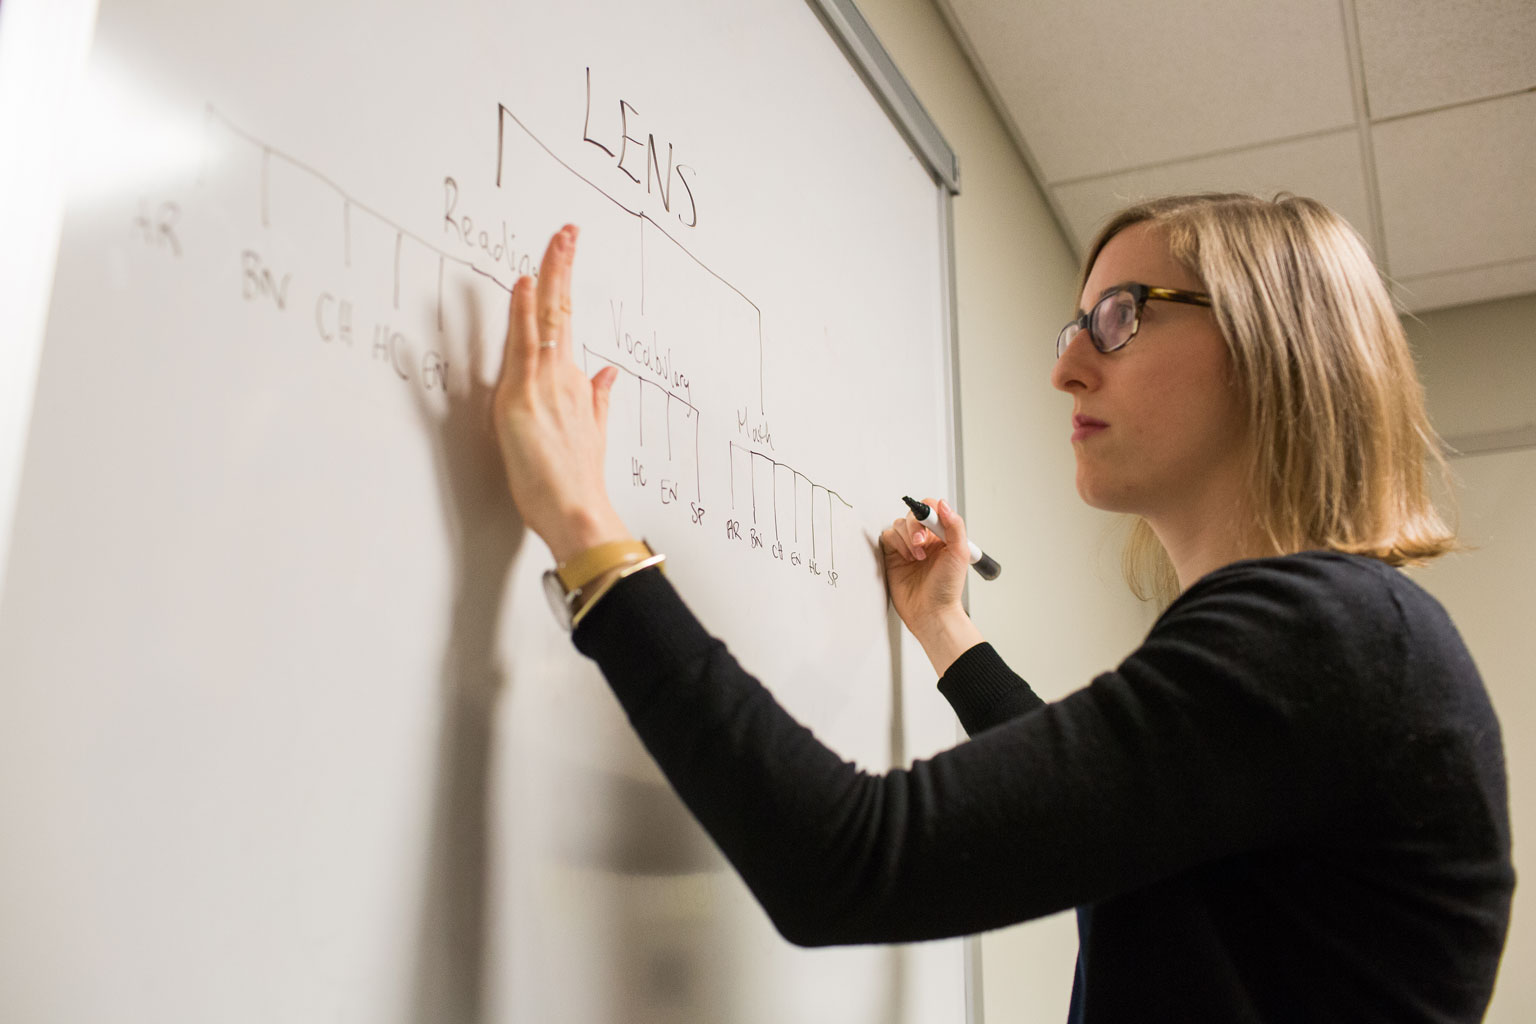 LENS
Reading
Vocabulary
Math
AR BN CH HC EN
HC EN SP
AR BN CH EN HC SP